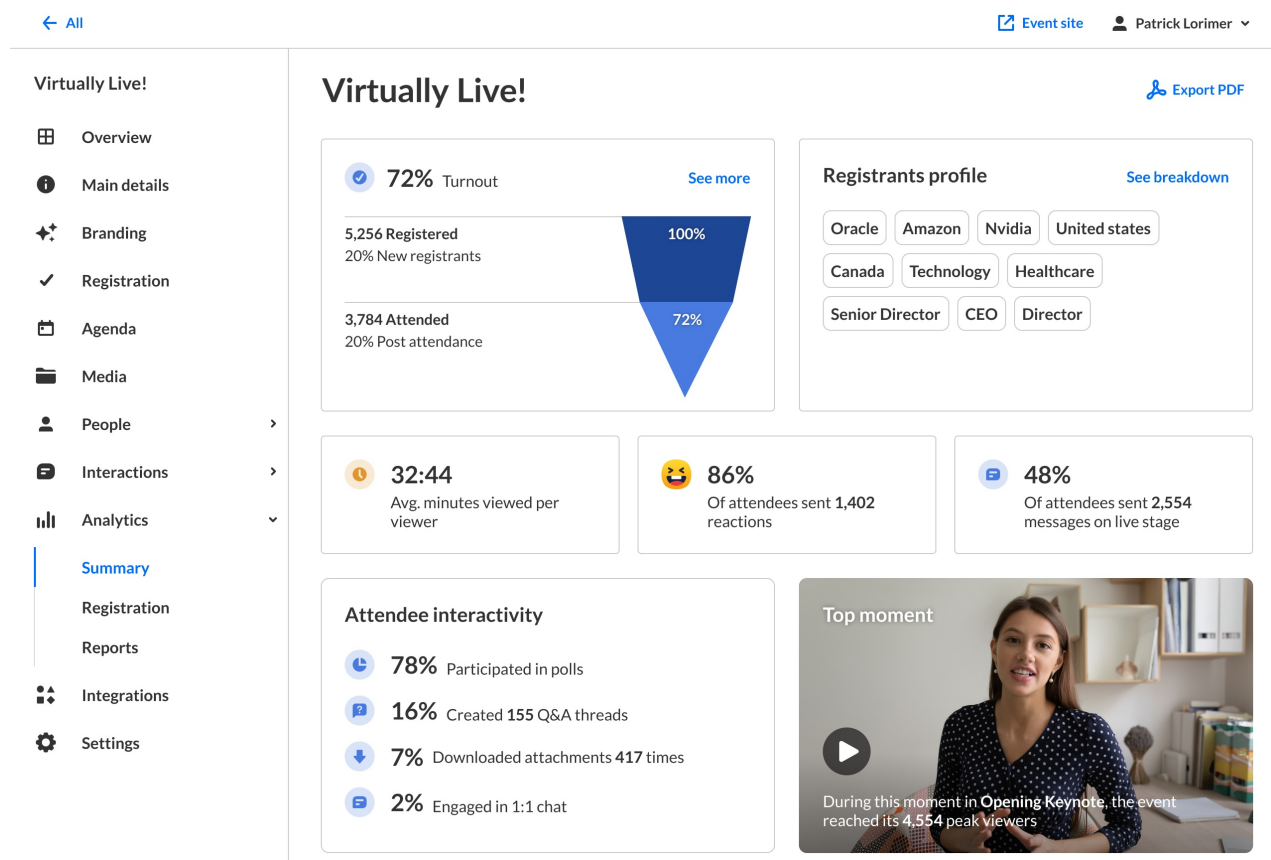 All
Event site
Patrick Lorimer
Virtually Live!
Overview
Main details
Branding
Registration
Agenda
Media
People
Interactions
Analytics
Summary
Registration
Reports
Integrations
Settings
Virtually Live!
Export PDF
72% Turnout
See more
5,256 Registered
20% New registrants
100%
3,784 Attended
20% Post attendance
72%
Registrants profile
See breakdown
Oracle Amazon Nvidia United states
Canada Technology Healthcare
Senior Director CEO Director
32:44
Avg. minutes viewed per
viewer
86%
Of attendees sent 1,402
reactions
48%
Of attendees sent 2,554
messages on live stage
Attendee interactivity
78% Participated in polls
16% Created 155 Q&A threads
7% Downloaded attachments 417 times
2% Engaged in 1:1 chat
Top moment
During this moment in Opening Keynote, the event
reached its 4,554 peak viewers